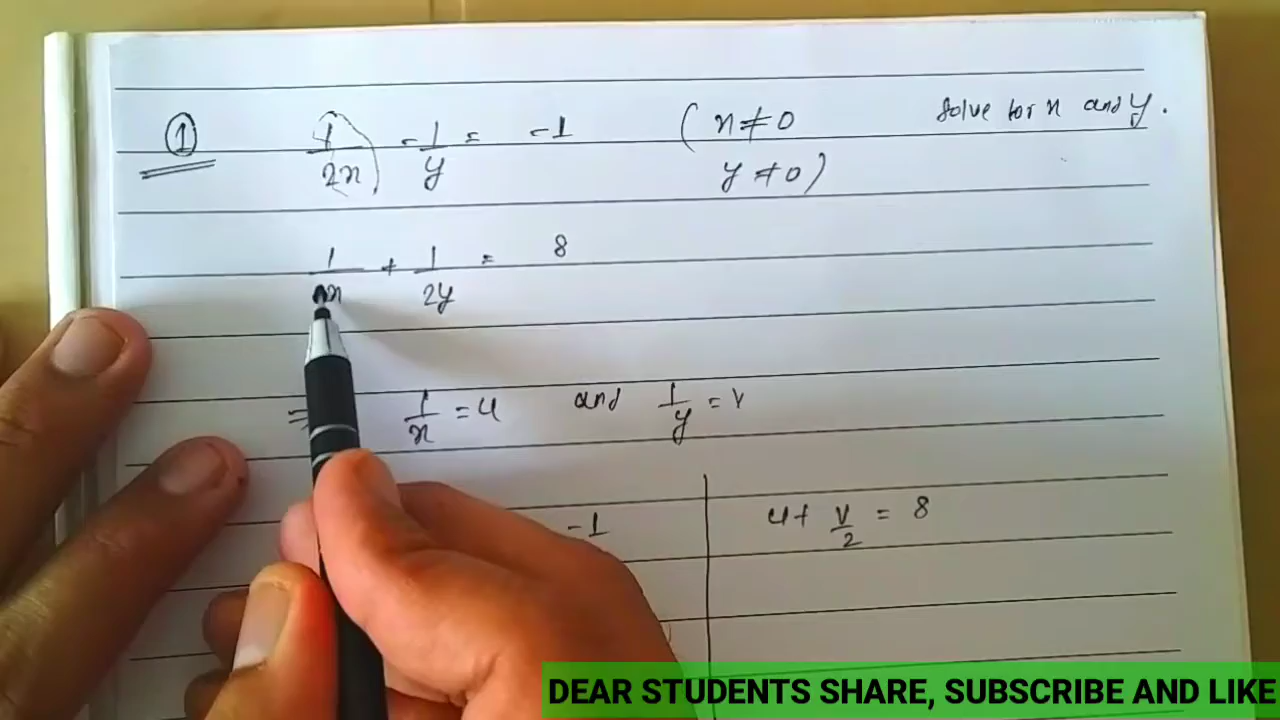 ① 1/2x - 1/y = -1 (x≠0 Solve for x and y.
y≠0)
1/x + 1/2y = 8
1/x = u and 1/y = v
-1 u + v/2 = 8
DEAR STUDENTS SHARE, SUBSCRIBE AND LIKE